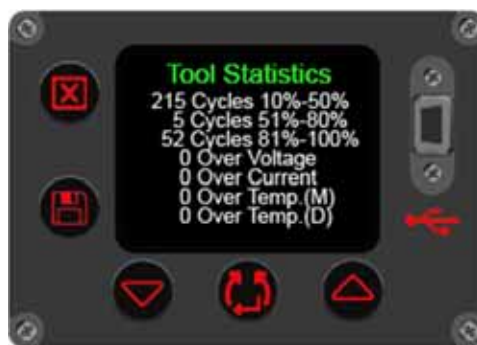 Tool Statistics
215 Cycles 10%-50%
5 Cycles 51%-80%
52 Cycles 81%-100%
0 Over Voltage
0 Over Current
0 Over Temp.(M)
0 Over Temp.(D)